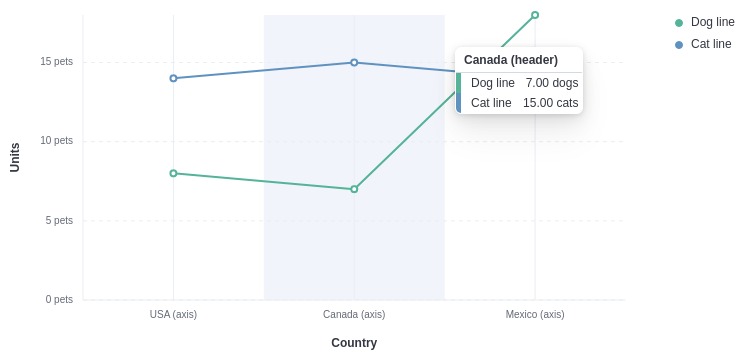 Dog line
Cat line
Canada (header)
Dog line 7.00 dogs
Cat line 15.00 cats
15 pets
10 pets
5 pets
0 pets
Units
USA (axis)
Canada (axis)
Mexico (axis)
Country